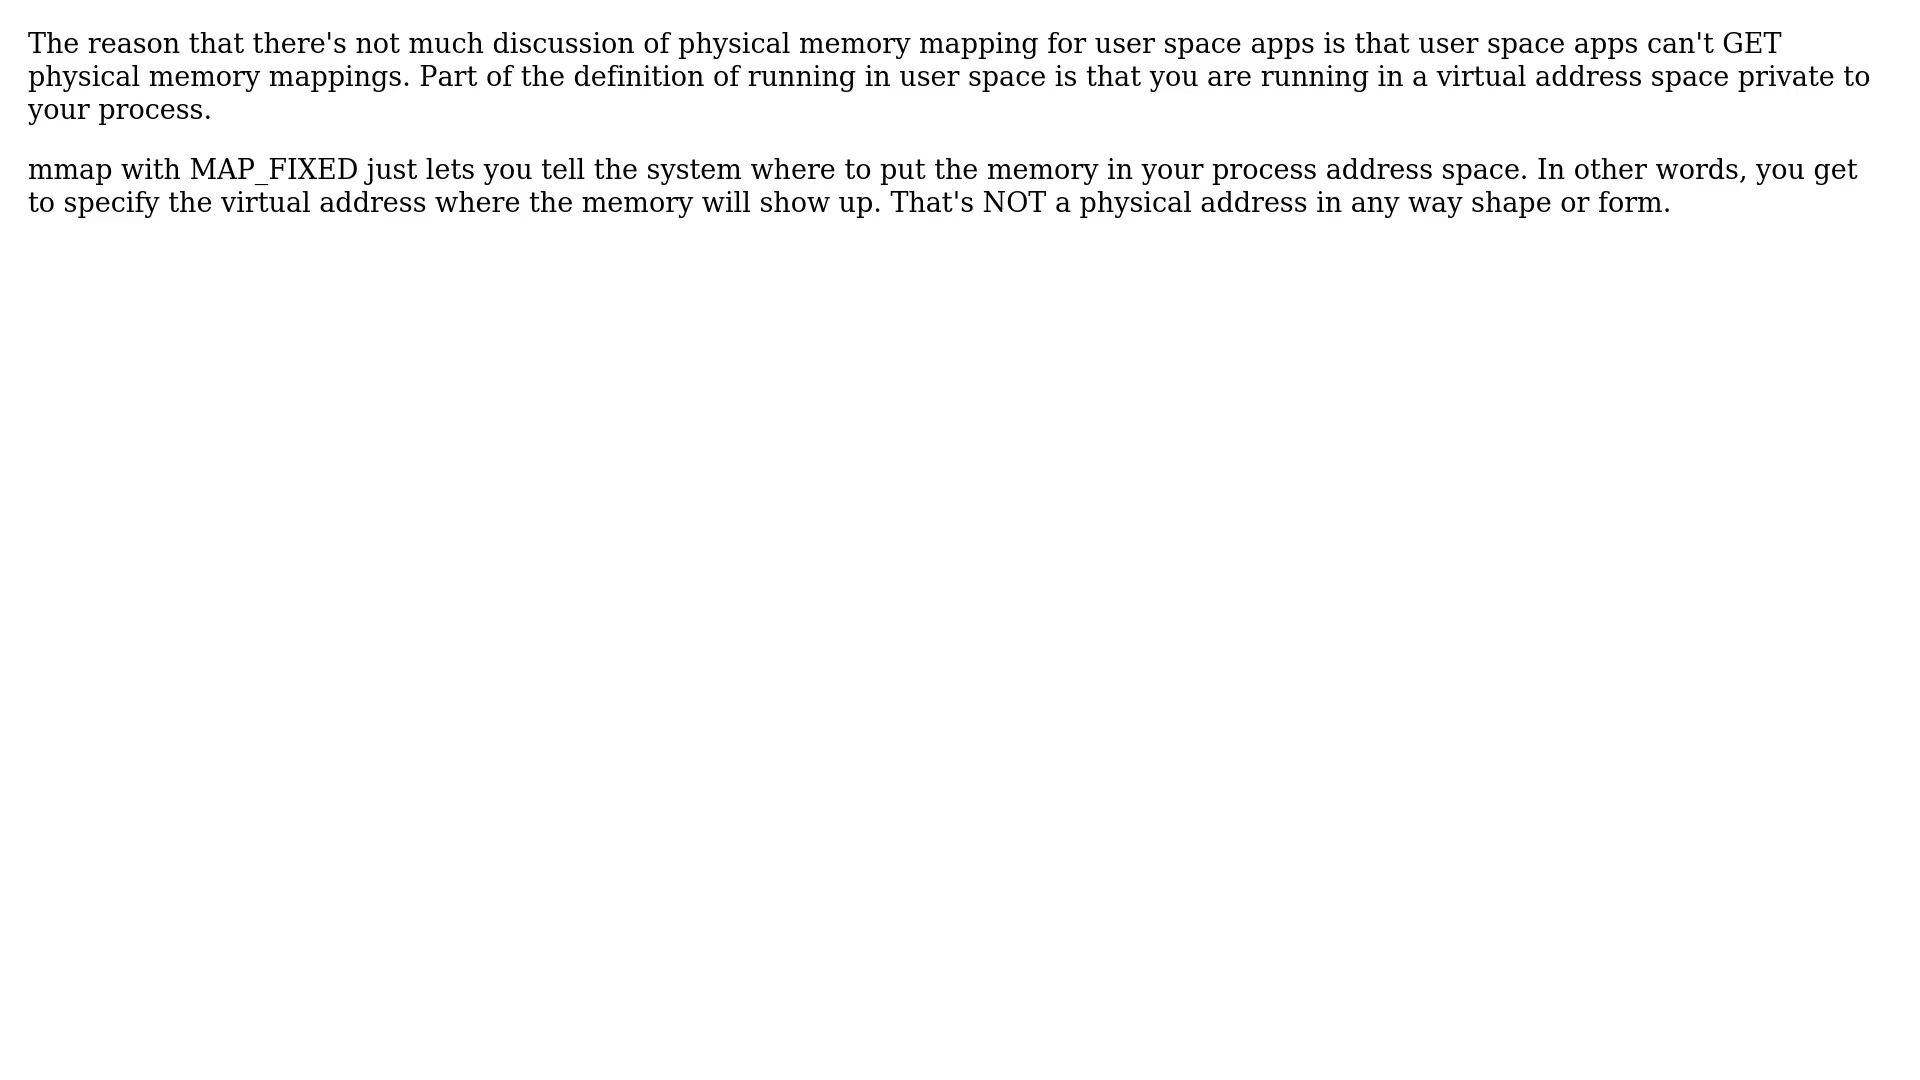 The reason that there's not much discussion of physical memory mapping for user space apps is that user space apps can't GET
physical memory mappings. Part of the definition of running in user space is that you are running in a virtual address space private to
your process.
mmap with MAP_FIXED just lets you tell the system where to put the memory in your process address space. In other words, you get
to specify the virtual address where the memory will show up. That's NOT a physical address in any way shape or form.